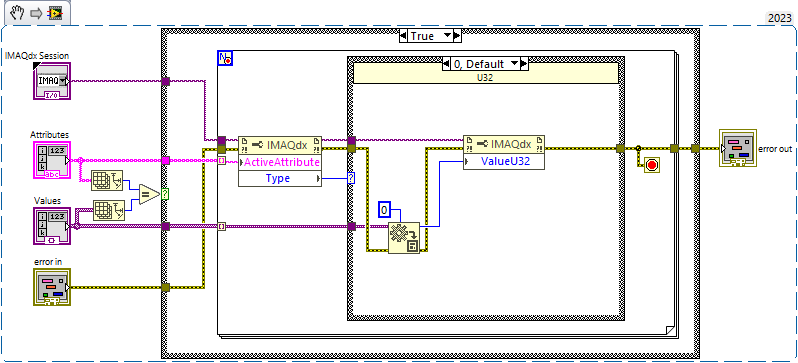 2023
True
IMAQdx Session
IMAQ
I/O
N
0, Default
U32
Attributes
123
abc
IMAQdx
ActiveAttribute
Type
IMAQdx
ValueU32
error out
Values
123
0
error in